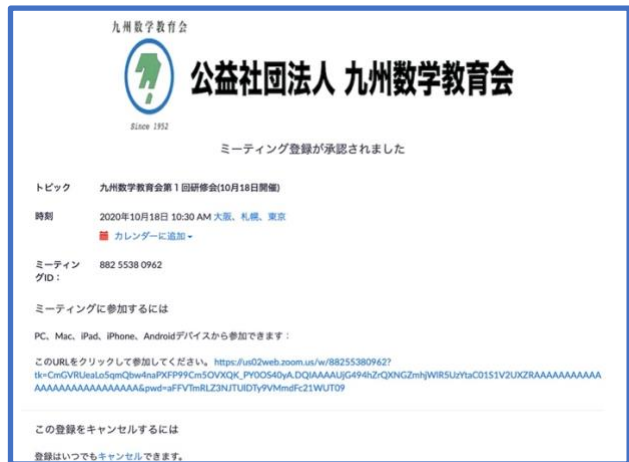 九州数学教育会
公益社団法人 九州数学教育会
Since 1952
ミーティング登録が承認されました
トピック 九州数学教育会第1回研修会(10月18日開催)
時刻 2020年10月18日 10:30 AM 大阪、札幌、東京
カレンダーに追加
ミーティングID： 882 5538 0962
ミーティングに参加するには
PC、Mac、iPad、iPhone、Androidデバイスから参加できます：
このURLをクリックして参加してください。 https://us02web.zoom.us/w/88255380962?
この登録をキャンセルするには
登録はいつでもキャンセルできます。